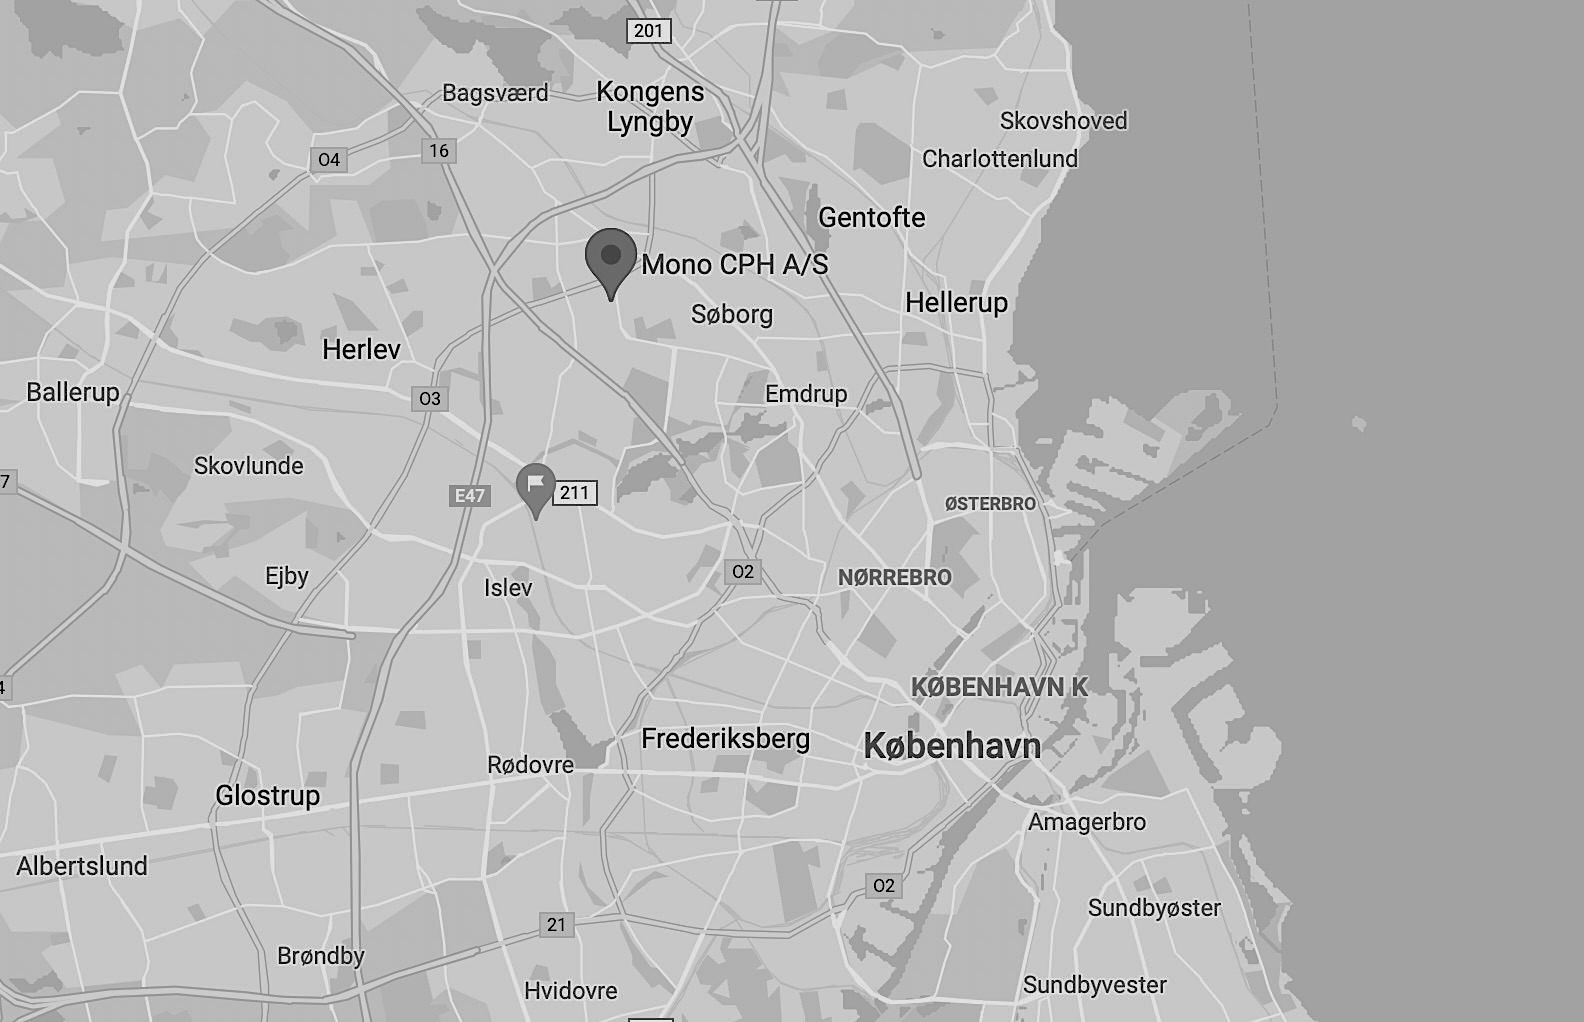 201
Bagsværd
Kongens
Lyngby
Skovshoved
O4
16
Charlottenlund
Gentofte
Mono CPH A/S
Søborg
Hellerup
Herlev
Ballerup
O3
Emdrup
Skovlunde
7
E47
211
ØSTERBRO
Ejby
Islev
O2
NØRREBRO
4
KØBENHAVN K
Frederiksberg
København
Rødovre
Glostrup
Amagerbro
Albertslund
O2
Sundbyøster
21
Brøndby
Hvidovre
Sundbyvester